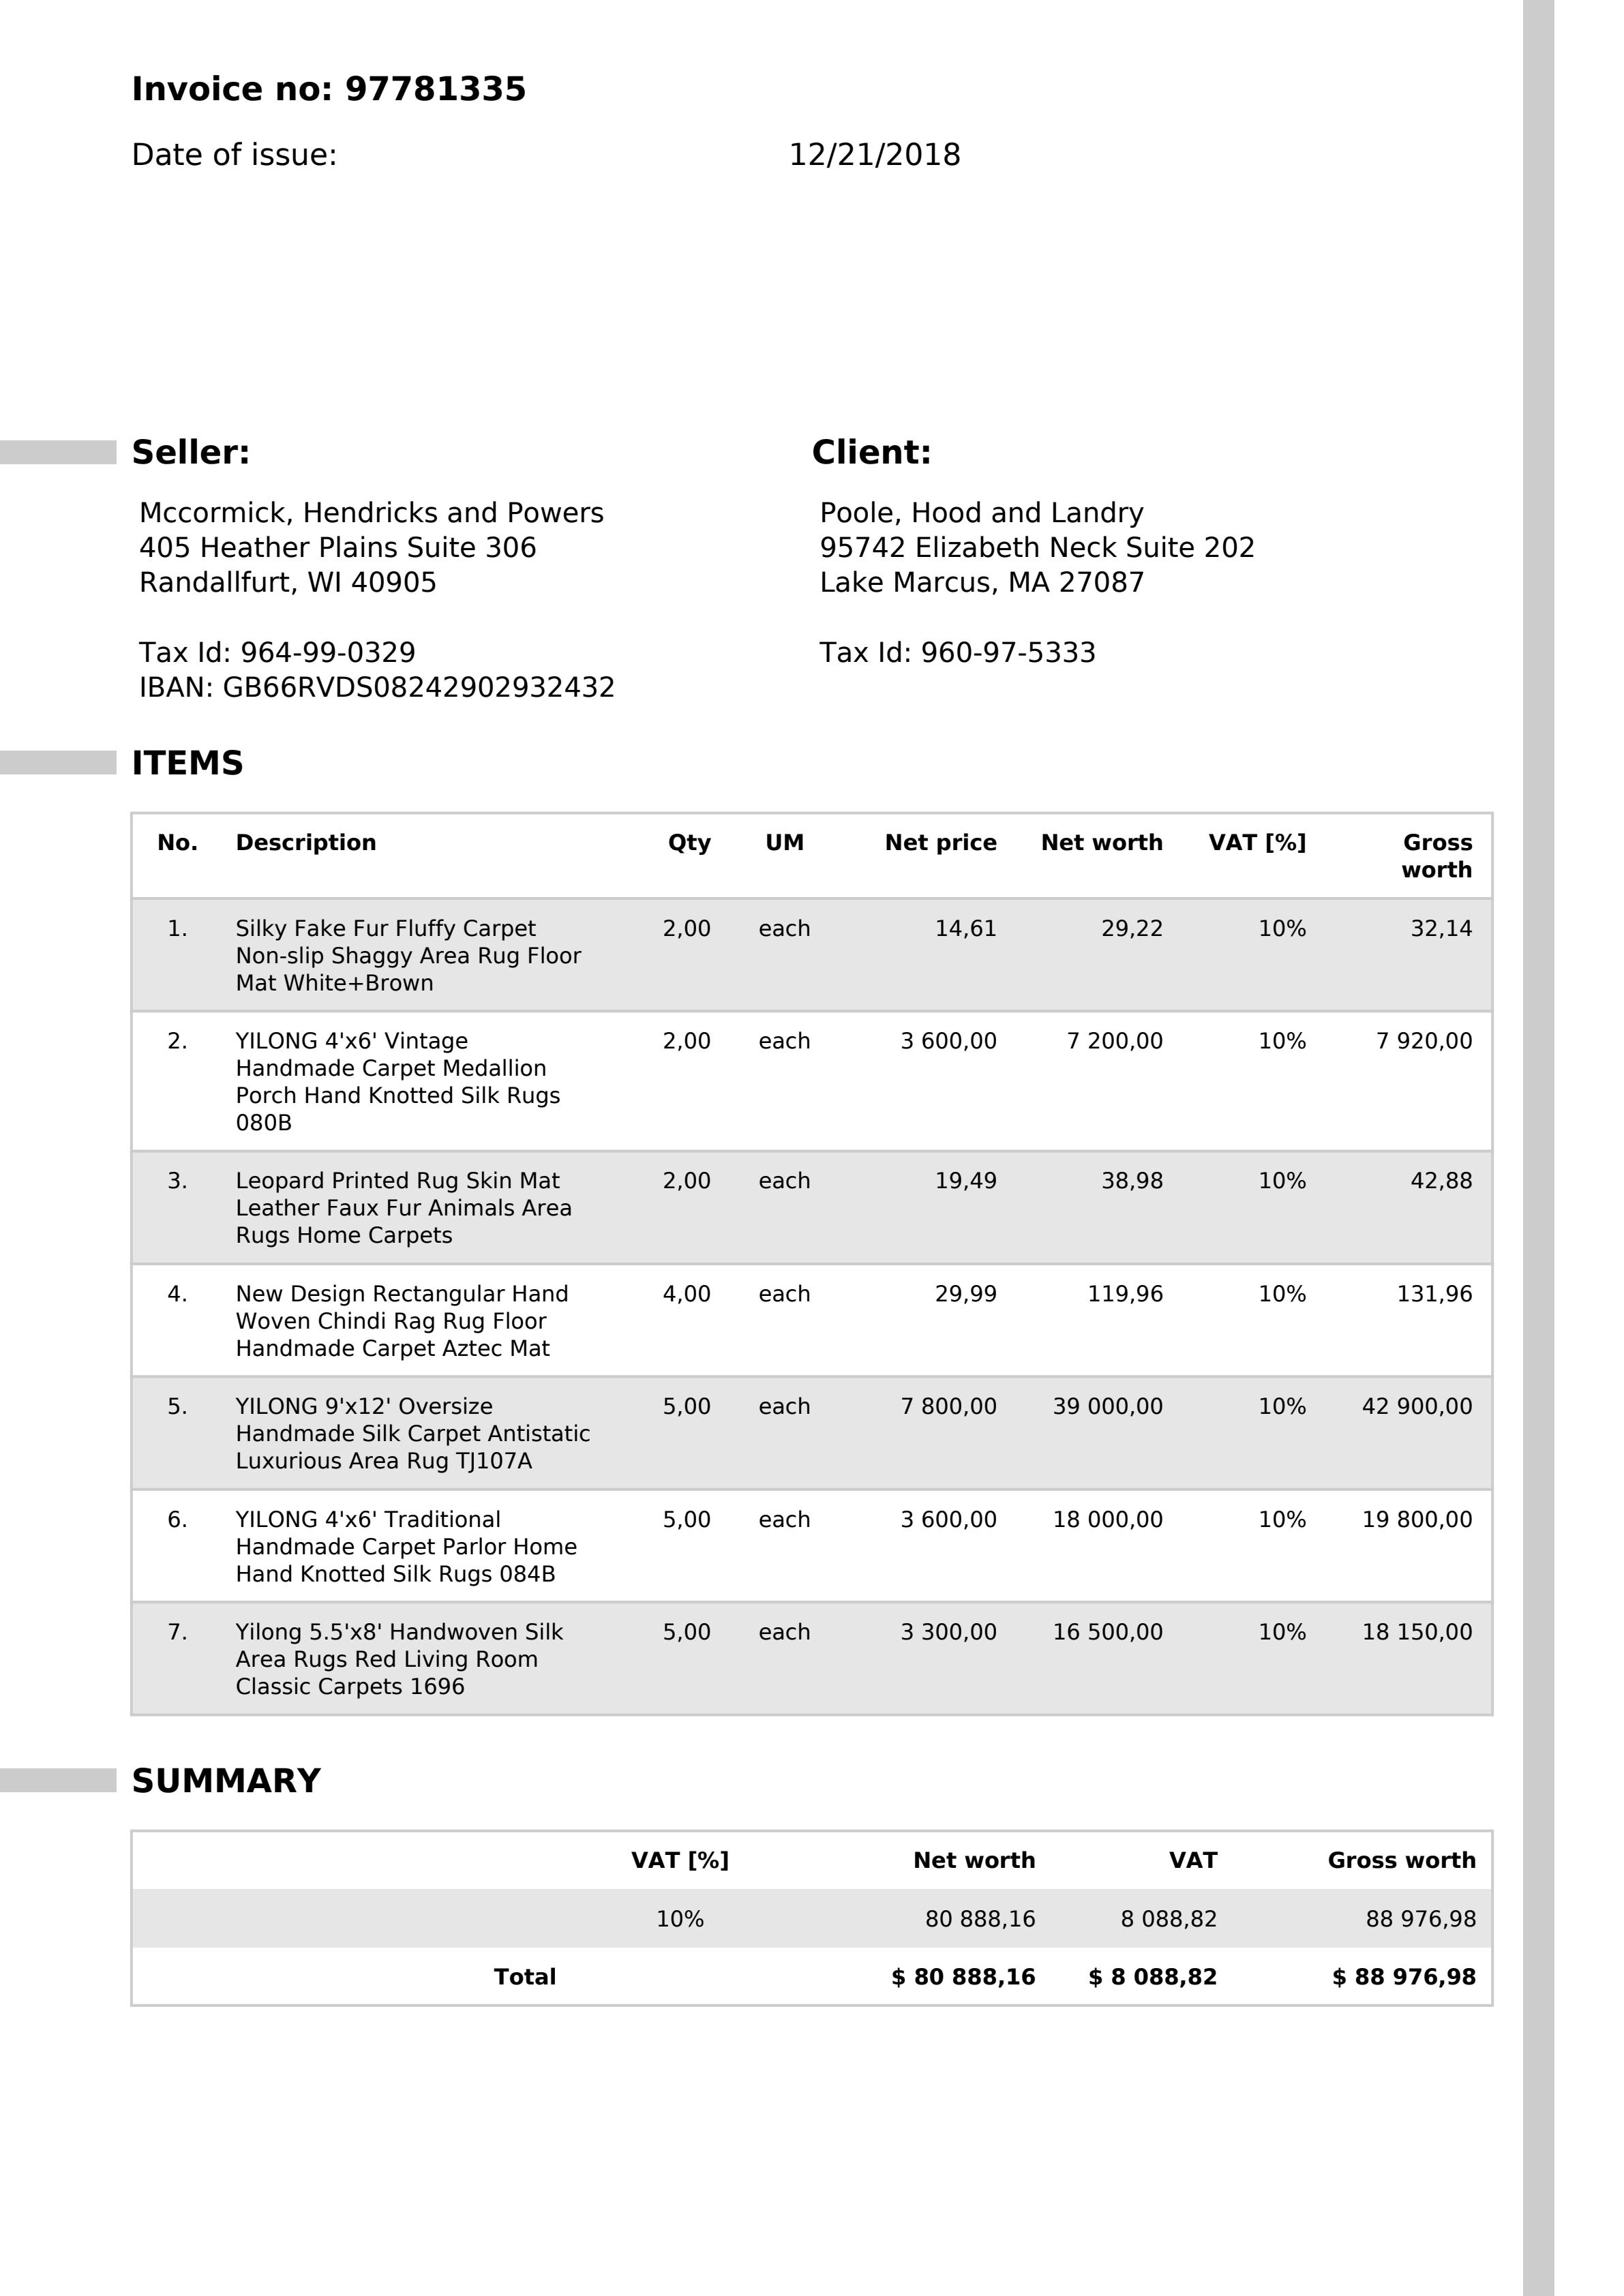 Invoice no: 97781335
Date of issue: 12/21/2018
Seller:
Mccormick, Hendricks and Powers
405 Heather Plains Suite 306
Randallfurt, WI 40905
Tax Id: 964-99-0329
IBAN: GB66RVDS08242902932432
Client:
Poole, Hood and Landry
95742 Elizabeth Neck Suite 202
Lake Marcus, MA 27087
Tax Id: 960-97-5333
ITEMS
No. Description Qty UM Net price Net worth VAT [%] Gross
worth
1. Silky Fake Fur Fluffy Carpet 2,00 each 14,61 29,22 10% 32,14
Non-slip Shaggy Area Rug Floor
Mat White+Brown
2. YILONG 4'x6' Vintage 2,00 each 3 600,00 7 200,00 10% 7 920,00
Handmade Carpet Medallion
Porch Hand Knotted Silk Rugs
080B
3. Leopard Printed Rug Skin Mat 2,00 each 19,49 38,98 10% 42,88
Leather Faux Fur Animals Area
Rugs Home Carpets
4. New Design Rectangular Hand 4,00 each 29,99 119,96 10% 131,96
Woven Chindi Rag Rug Floor
Handmade Carpet Aztec Mat
5. YILONG 9'x12' Oversize 5,00 each 7 800,00 39 000,00 10% 42 900,00
Handmade Silk Carpet Antistatic
Luxurious Area Rug TJ107A
6. YILONG 4'x6' Traditional 5,00 each 3 600,00 18 000,00 10% 19 800,00
Handmade Carpet Parlor Home
Hand Knotted Silk Rugs 084B
7. Yilong 5.5'x8' Handwoven Silk 5,00 each 3 300,00 16 500,00 10% 18 150,00
Area Rugs Red Living Room
Classic Carpets 1696
SUMMARY
VAT [%] Net worth VAT Gross worth
10% 80 888,16 8 088,82 88 976,98
Total $ 80 888,16 $ 8 088,82 $ 88 976,98